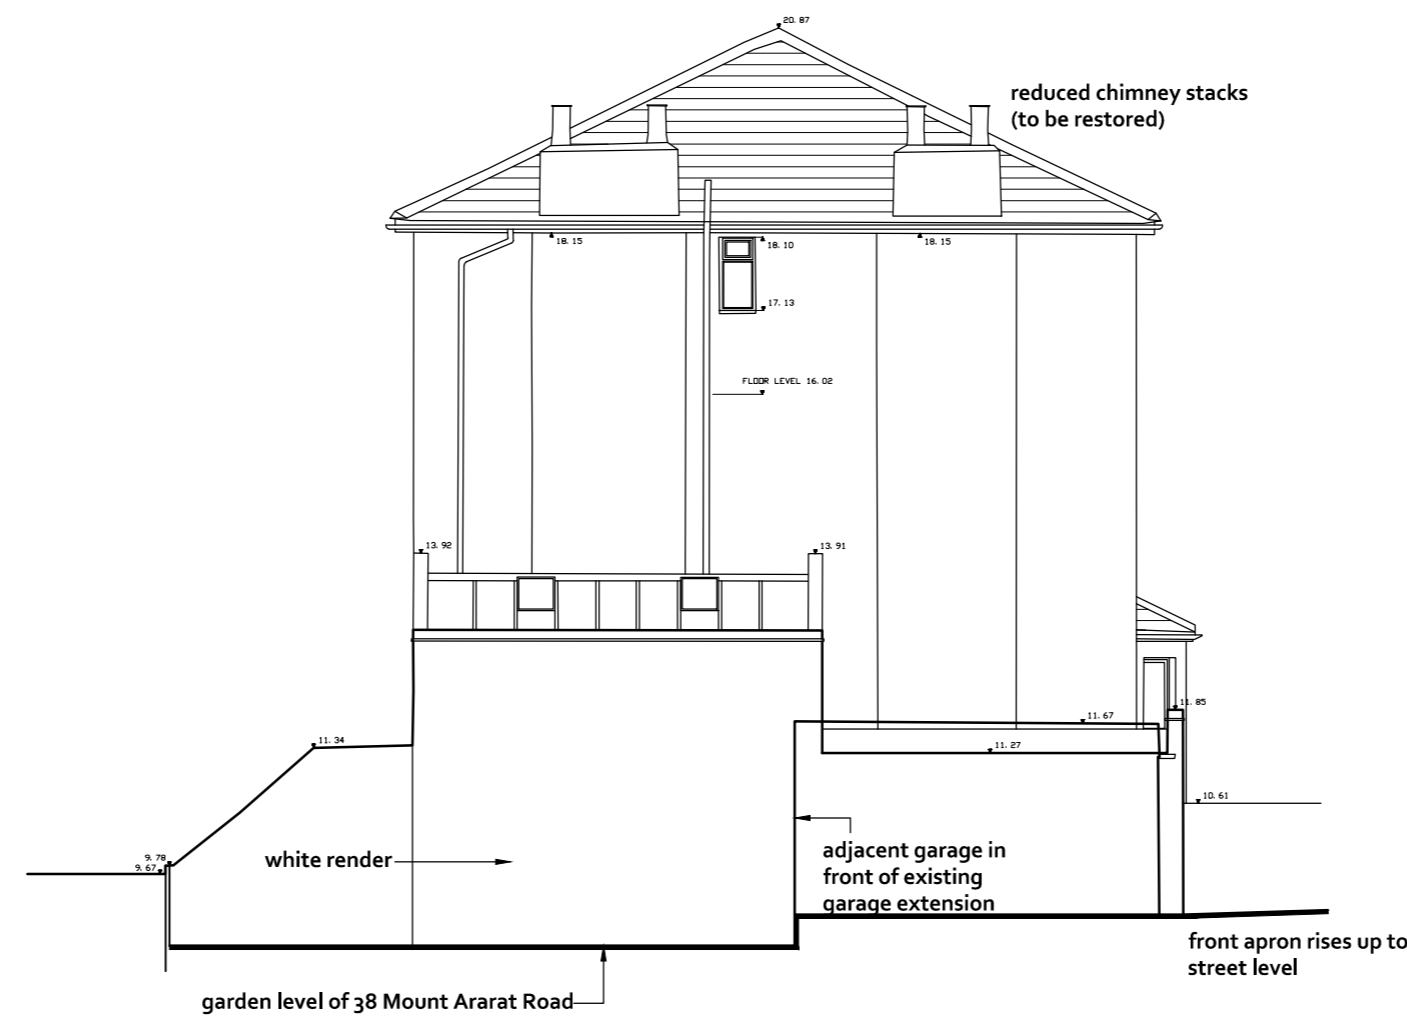 20. 87
reduced chimney stacks
(to be restored)
18. 15
18. 10
18. 15
17. 13
FLOOR LEVEL 16. 02
13. 92
13. 91
11. 85
11. 67
11. 34
11. 27
10. 61
9. 78
9. 67
white render
adjacent garage in
front of existing
garage extension
front apron rises up to
street level
garden level of 38 Mount Ararat Road